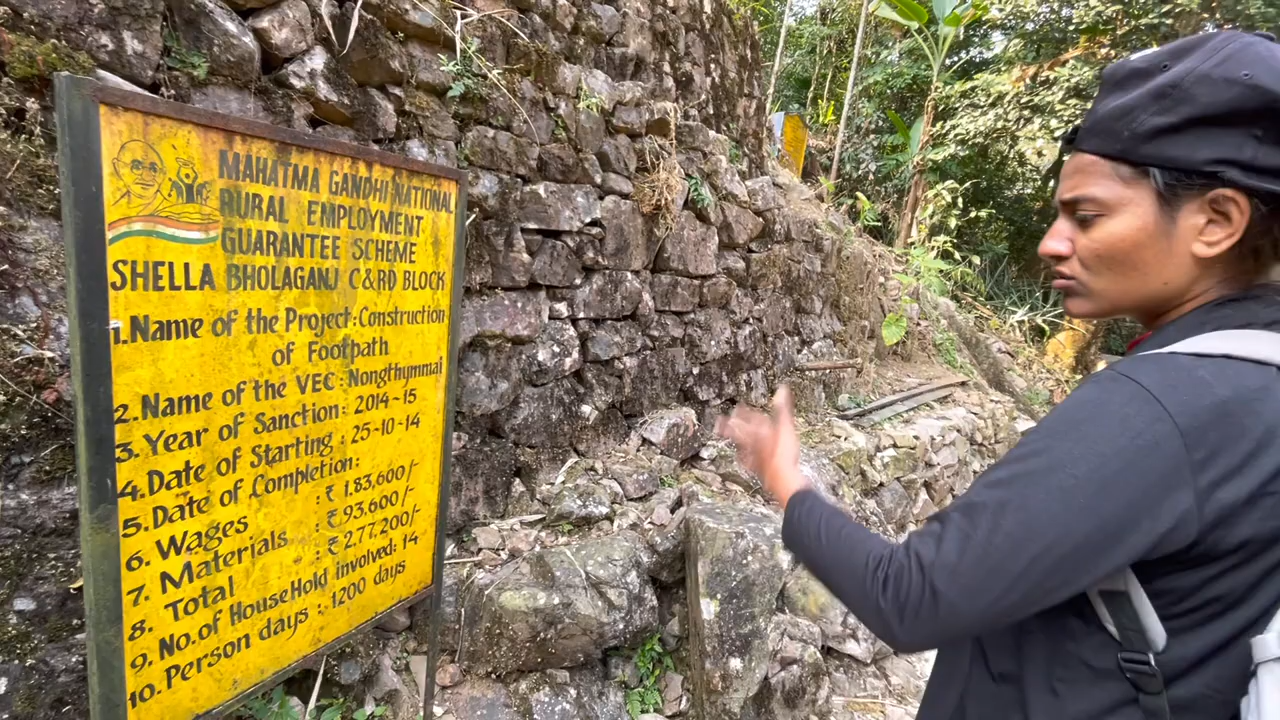 MAHATMA GANDHI NATIONAL
RURAL EMPLOYMENT
GUARANTEE SCHEME
SHELLA BHOLAGANJ C&RD BLOCK
1.Name of the Project:Construction
of Footpath
2.Name of the VEC: Nongthymmai
3.Year of Sanction: 2014-15
4.Date of Starting: 25-10-14
5.Date of Completion:
6. Wages : ₹ 1,83,600/-
7. Materials : ₹ 93,600/-
8. Total : ₹ 2,77,200/-
9. No.of HouseHold involved: 14
10. Person days :- 1200 days